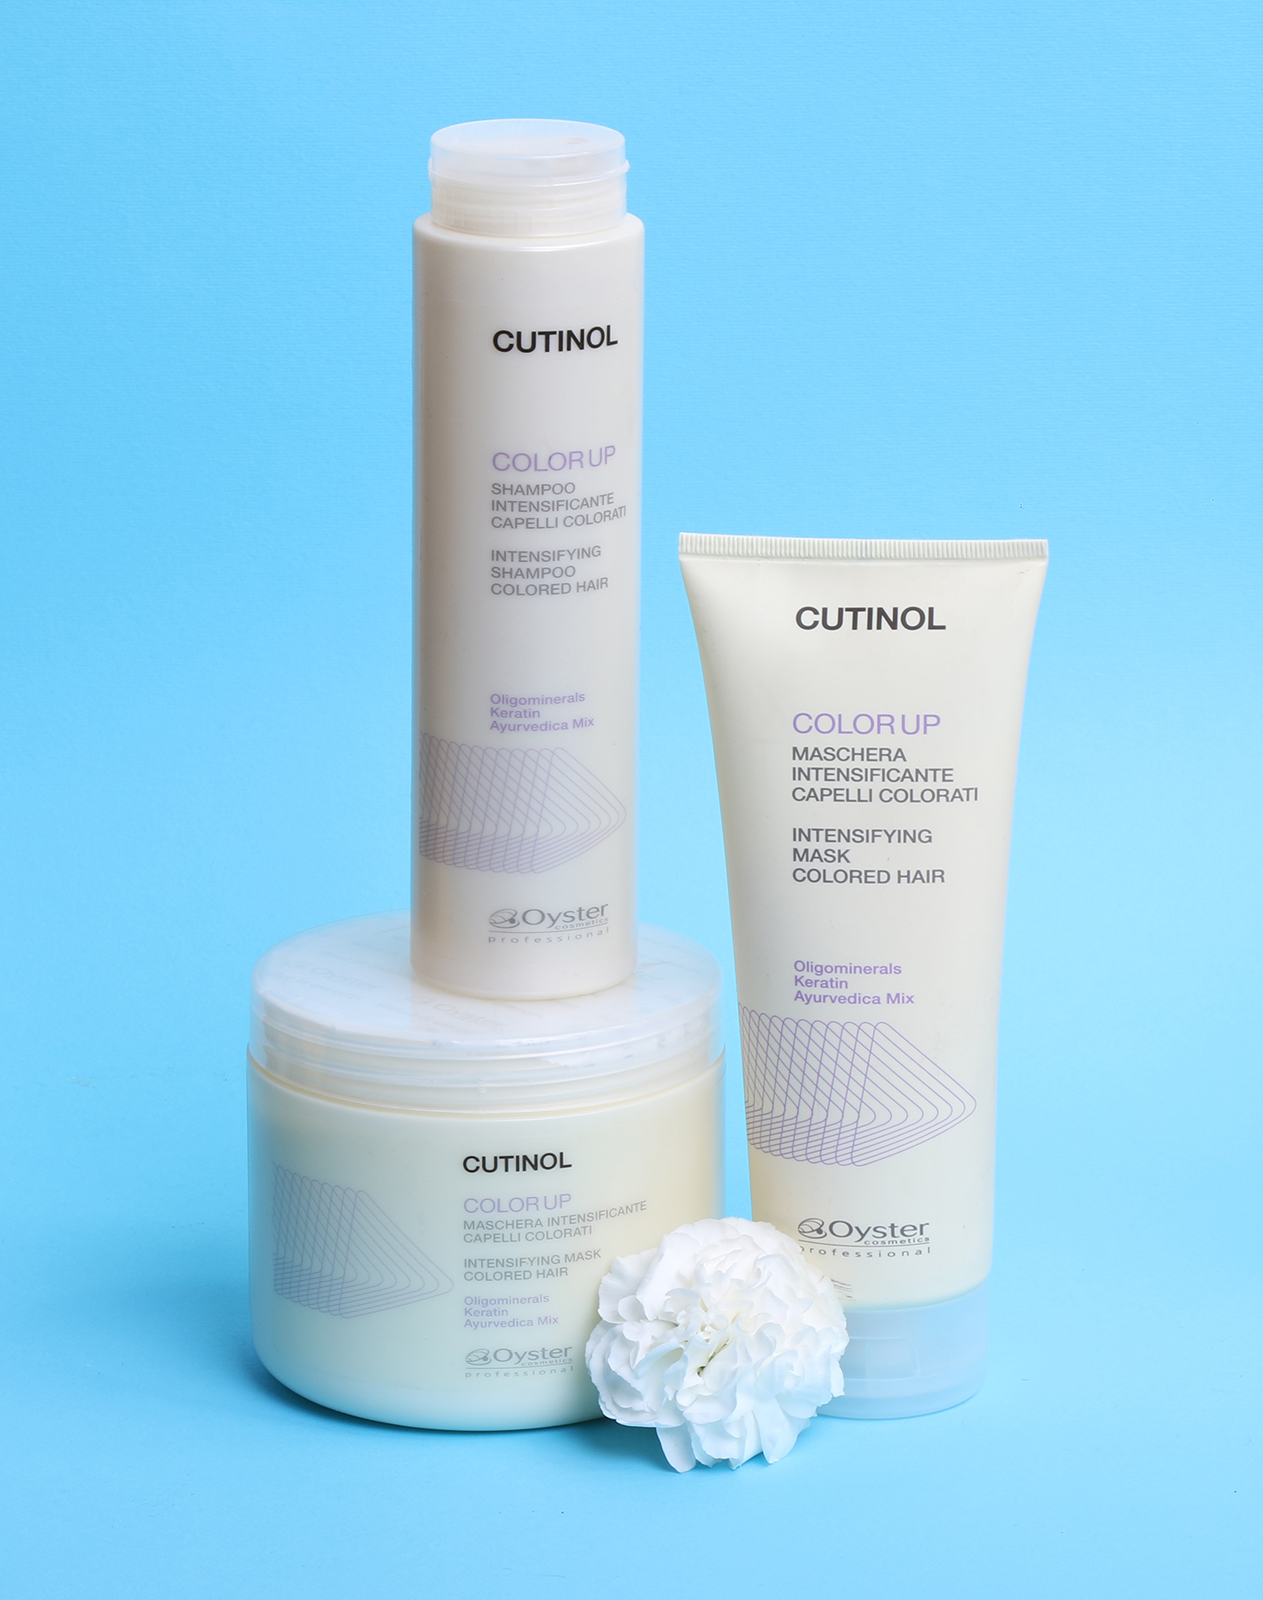 CUTINOL
COLOR UP
SHAMPOO
INTENSIFICANTE
CAPELLI COLORATI
INTENSIFYING
SHAMPOO
COLORED HAIR
Oligominerals
Keratin
Ayurvedica Mix
Oyster
cosmetics
professional
CUTINOL
COLOR UP
MASCHERA
INTENSIFICANTE
CAPELLI COLORATI
INTENSIFYING
MASK
COLORED HAIR
Oligominerals
Keratin
Ayurvedica Mix
Oyster
cosmetics
professional
Oyster
CUTINOL
COLOR UP
MASCHERA INTENSIFICANTE
CAPELLI COLORATI
INTENSIFYING MASK
COLORED HAIR
Oligominerals
Keratin
Ayurvedica Mix
Oyster
cosmetics
professional